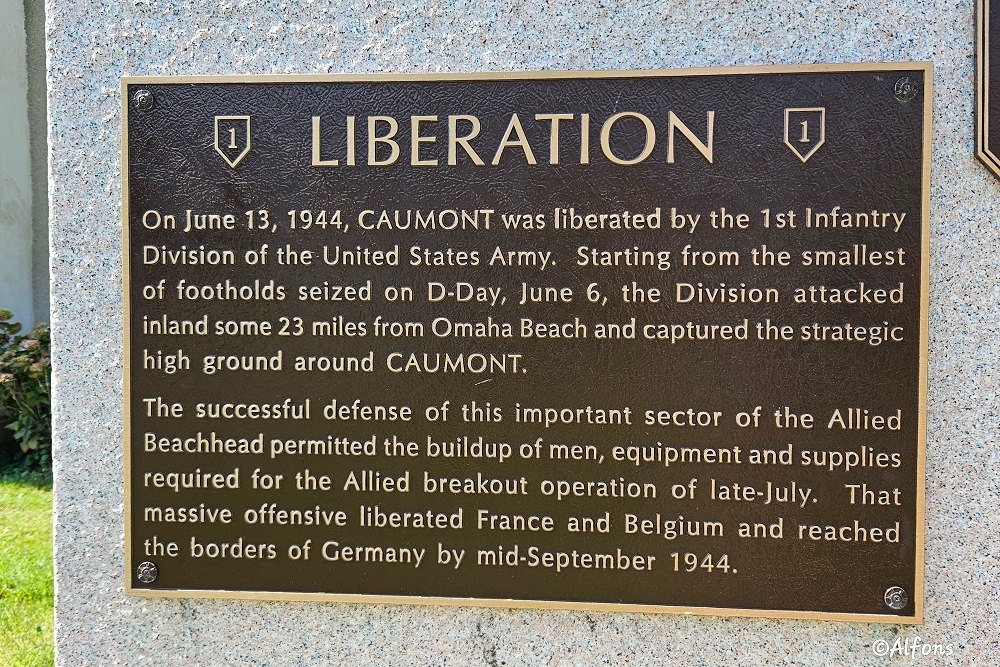 1 LIBERATION 1
On June 13, 1944, CAUMONT was liberated by the 1st Infantry
Division of the United States Army. Starting from the smallest
of footholds seized on D-Day, June 6, the Division attacked
inland some 23 miles from Omaha Beach and captured the strategic
high ground around CAUMONT.
The successful defense of this important sector of the Allied
Beachhead permitted the buildup of men, equipment and supplies
required for the Allied breakout operation of late-July. That
massive offensive liberated France and Belgium and reached
the borders of Germany by mid-September 1944.
©Alfons